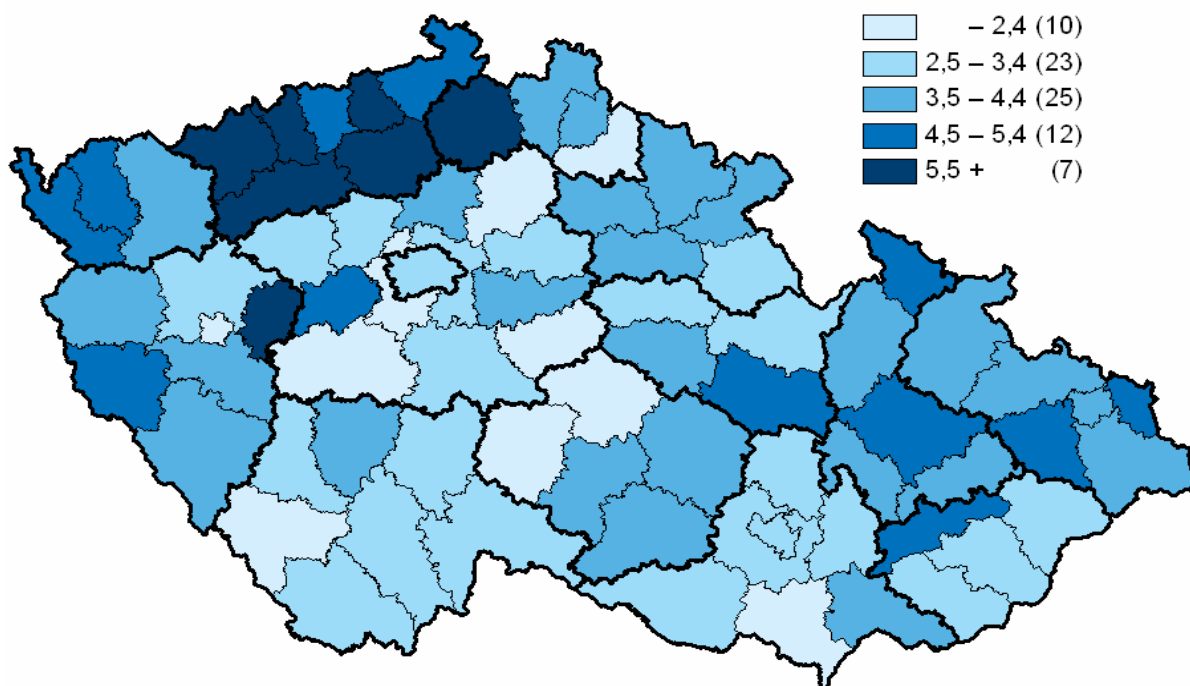 – 2,4 (10)
2,5 – 3,4 (23)
3,5 – 4,4 (25)
4,5 – 5,4 (12)
5,5 + (7)